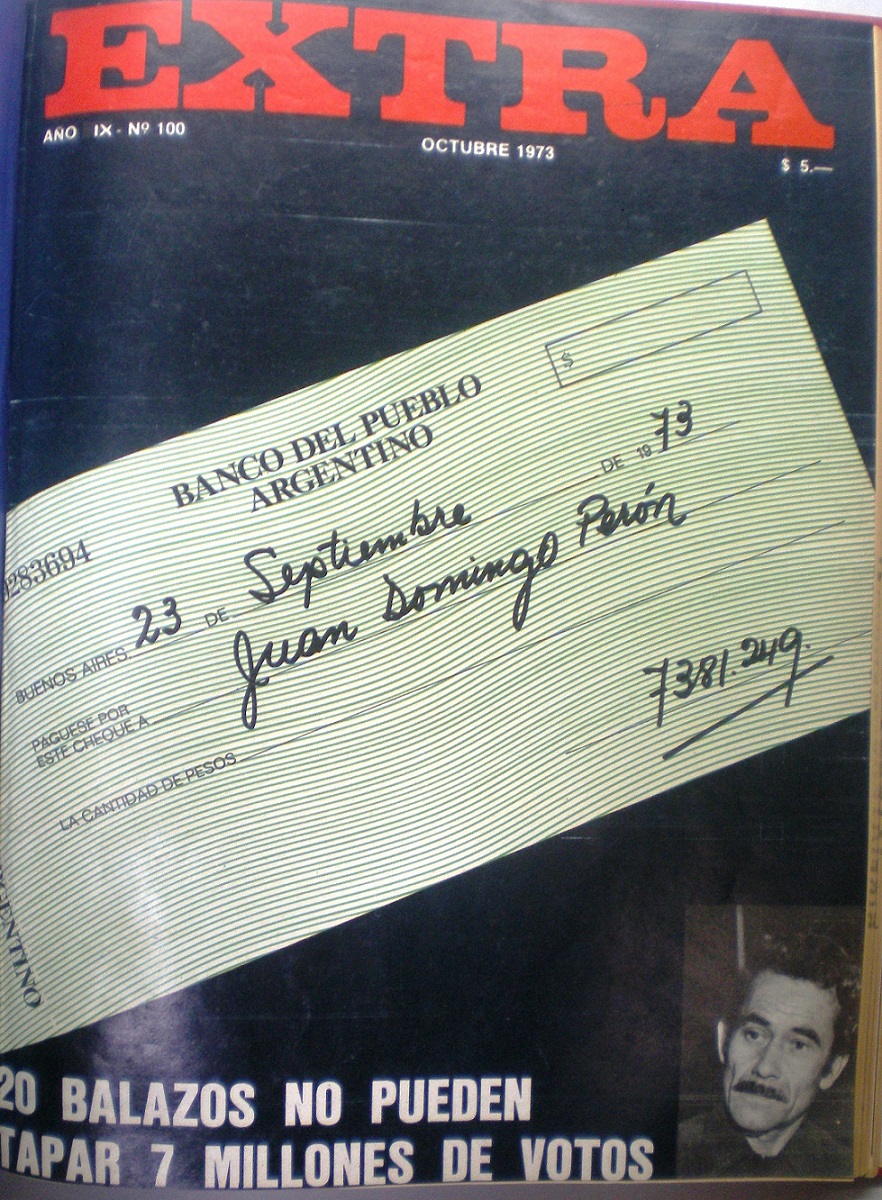 EXTRA
AÑO IX - Nº 100
OCTUBRE 1973
$ 5.—
$
BANCO DEL PUEBLO
ARGENTINO
DE 1973
283694
BUENOS AIRES, 23 DE Septiembre
PAGUESE POR
ESTE CHEQUE A Juan Domingo Perón
LA CANTIDAD DE PESOS
7381.249.
20 BALAZOS NO PUEDEN
TAPAR 7 MILLONES DE VOTOS